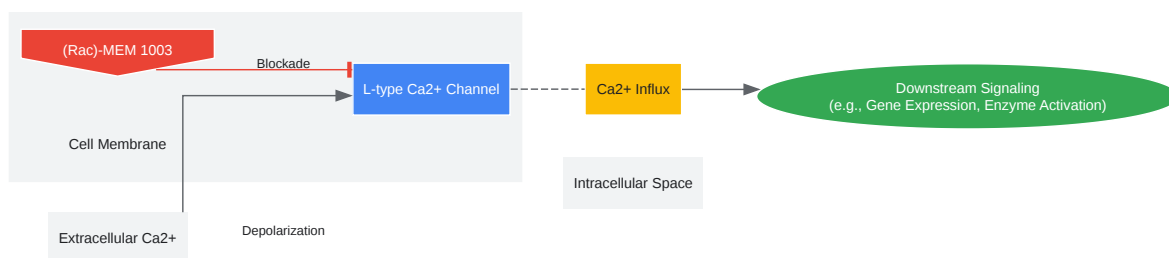 (Rac)-MEM 1003
Blockade
L-type Ca2+ Channel
Ca2+ Influx
Downstream Signaling
(e.g., Gene Expression, Enzyme Activation)
Cell Membrane
Intracellular Space
Extracellular Ca2+
Depolarization